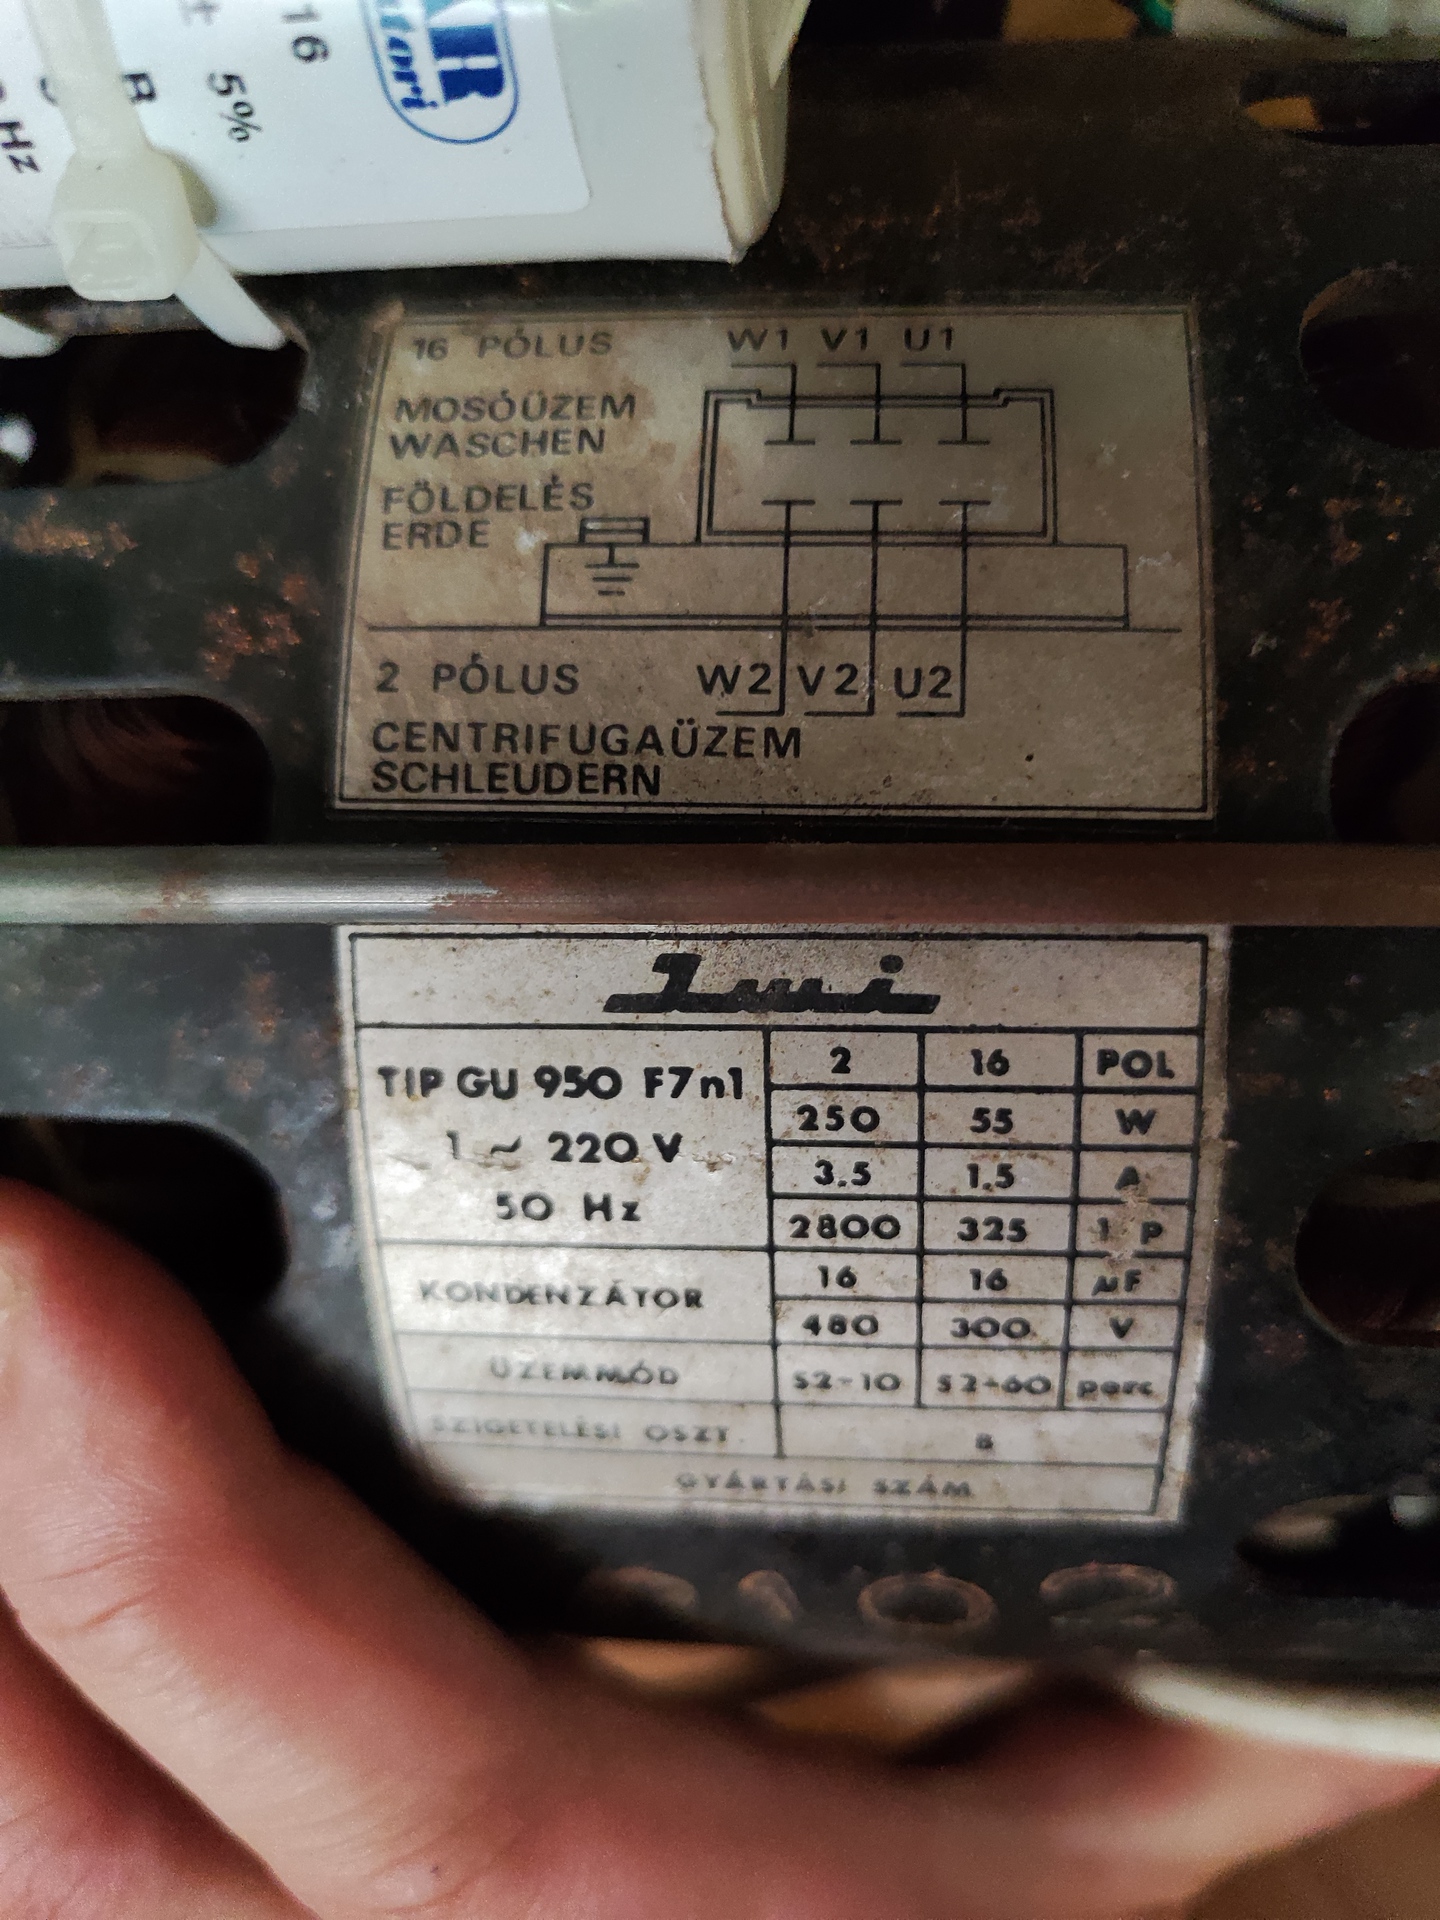 16
± 5%
Hz
16 PÓLUS
W1 V1 U1
MOSÓÜZEM
WASCHEN
FÖLDELÉS
ERDE
2 PÓLUS
W2 V2 U2
CENTRIFUGAÜZEM
SCHLEUDERN
TIP GU 950 F7n1
1 ~ 220 V
50 Hz
2 16 POL
250 55 W
3.5 1.5 A
2800 325 1 P
KONDENZÁTOR
16 16 µF
480 300 V
ÜZEMMÓD S2-10 S2-60 perc
SZIGETELÉSI OSZT. B
GYÁRTÁSI SZÁM